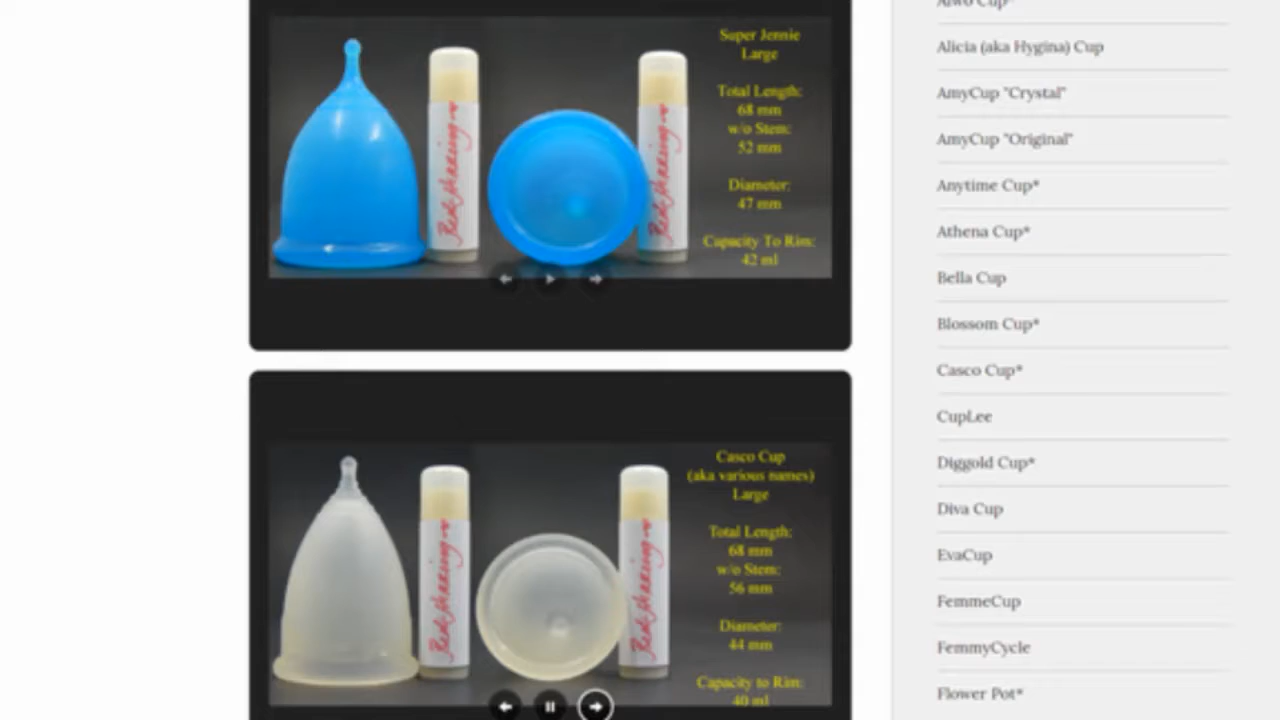 Super Jennie
Large
Total Length:
68 mm
w/o Stem:
52 mm
Diameter:
47 mm
Capacity To Rim:
42 ml
Casco Cup
(aka various names)
Large
Total Length:
68 mm
w/o Stem:
56 mm
Diameter:
44 mm
Capacity to Rim:
40 ml
Alicia (aka Hygina) Cup
AmyCup "Crystal"
AmyCup "Original"
Anytime Cup*
Athena Cup*
Bella Cup
Blossom Cup*
Casco Cup*
CupLee
Diggold Cup*
Diva Cup
EvaCup
FemmeCup
FemmyCycle
Flower Pot*